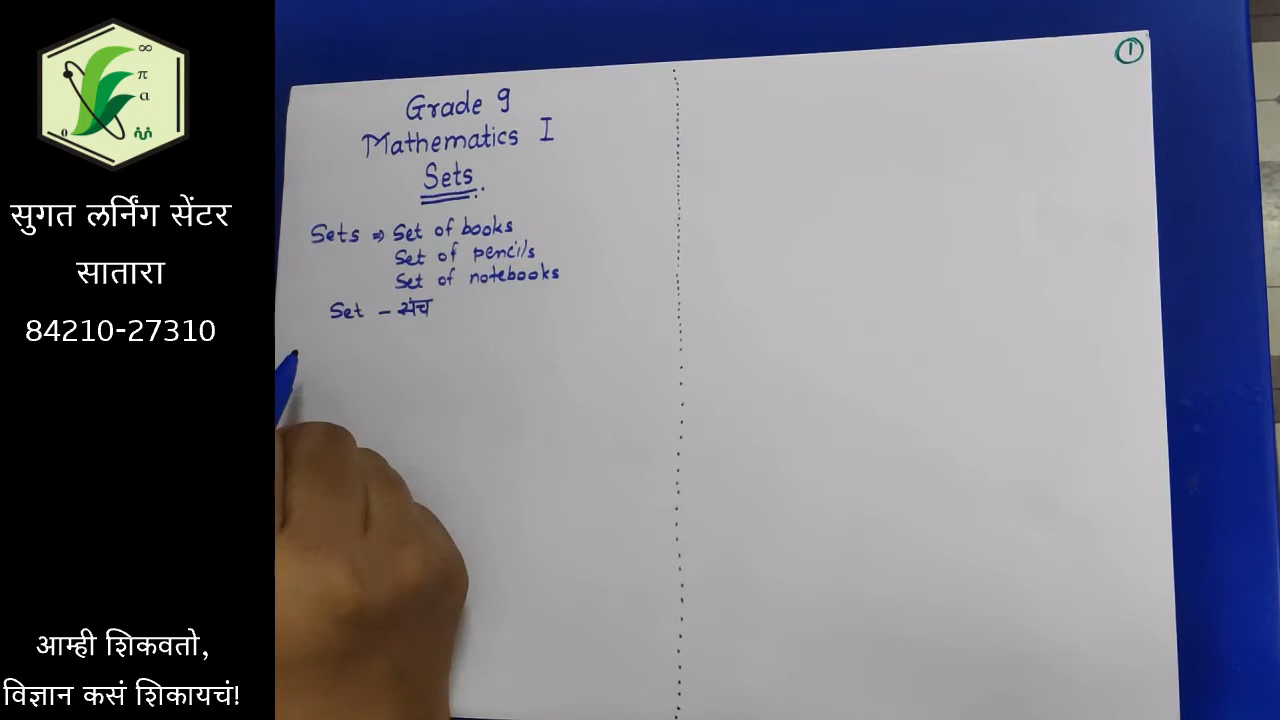 ∞
π
a
0
सुगत लर्निंग सेंटर
सातारा
84210-27310
आम्ही शिकवतो,
विज्ञान कसं शिकायचं!
1
Grade 9
Mathematics I
Sets
Sets ⇒ Set of books
Set of pencils
Set of notebooks
Set - संच